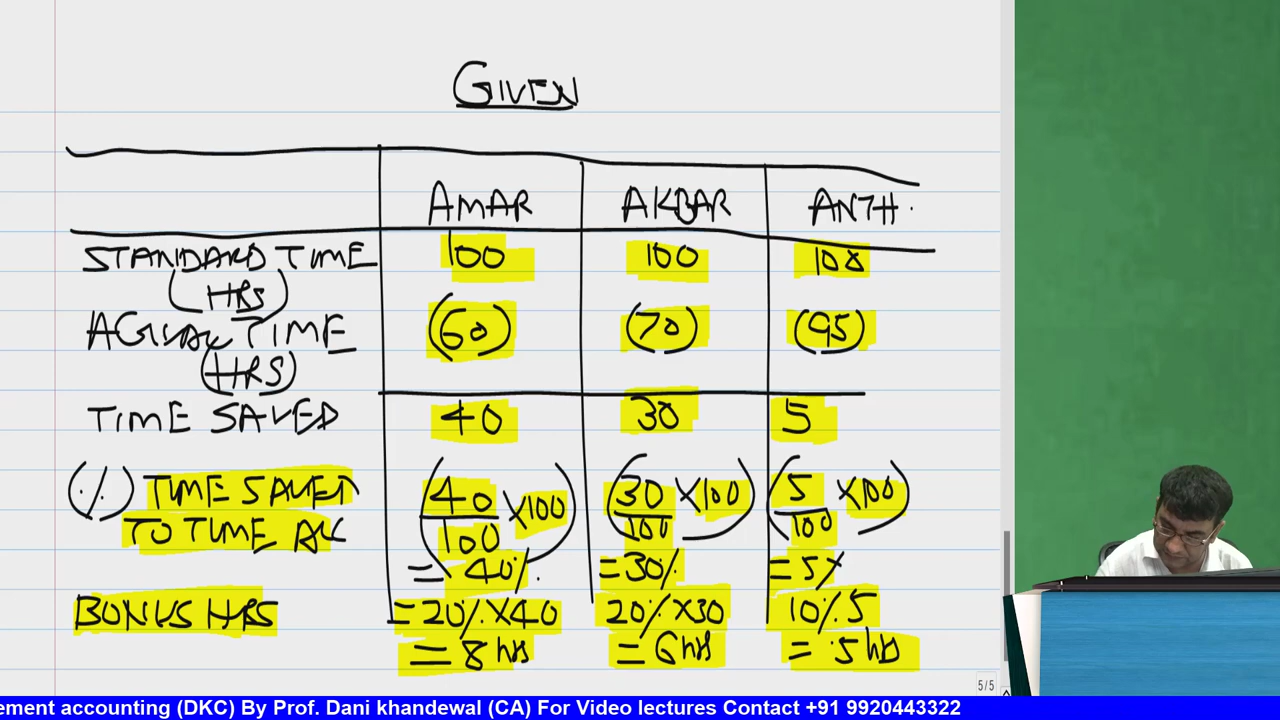 GIVEN
AMAR AKBAR ANTH.
STANDARD TIME 100 100 100
(HRS)
ACTUAL TIME (60) (70) (95)
(HRS)
TIME SAVED 40 30 5
(%) TIME SAVED (40/100 ×100) (30/100 ×100) (5/100 ×100)
TO TIME ALL
= 40% =30% =5%
BONUS HRS =20%×40 20%×30 10%.5
= 8 hrs = 6 hrs = .5 hrs
5/5
ement accounting (DKC) By Prof. Dani khandewal (CA) For Video lectures Contact +91 9920443322